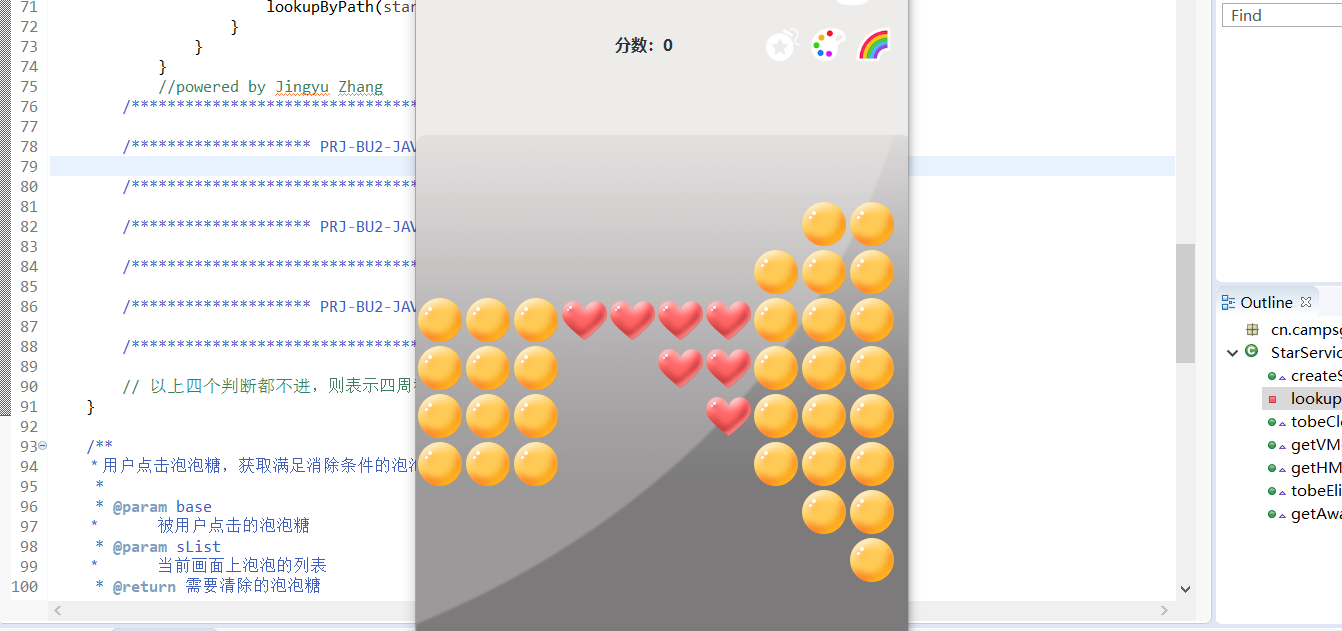 71 lookupByPath(star
72 }
73 }
74 }
75 //powered by Jingyu Zhang
76 /********************************
77
78 /******************** PRJ-BU2-JAV
79
80 /********************************
81
82 /******************** PRJ-BU2-JAV
83
84 /********************************
85
86 /******************** PRJ-BU2-JAV
87
88 /********************************
89
90 // 以上四个判断都不进，则表示四周
91 }
92
93 /**
94 * 用户点击泡泡糖，获取满足消除条件的泡
95 *
96 * @param base
97 * 被用户点击的泡泡糖
98 * @param sList
99 * 当前画面上泡泡的列表
100 * @return 需要清除的泡泡糖
分数：0
Find
Outline
cn.camps
StarServic
createS
lookup
tobeCl
getVM
getHM
tobeEli
getAwa